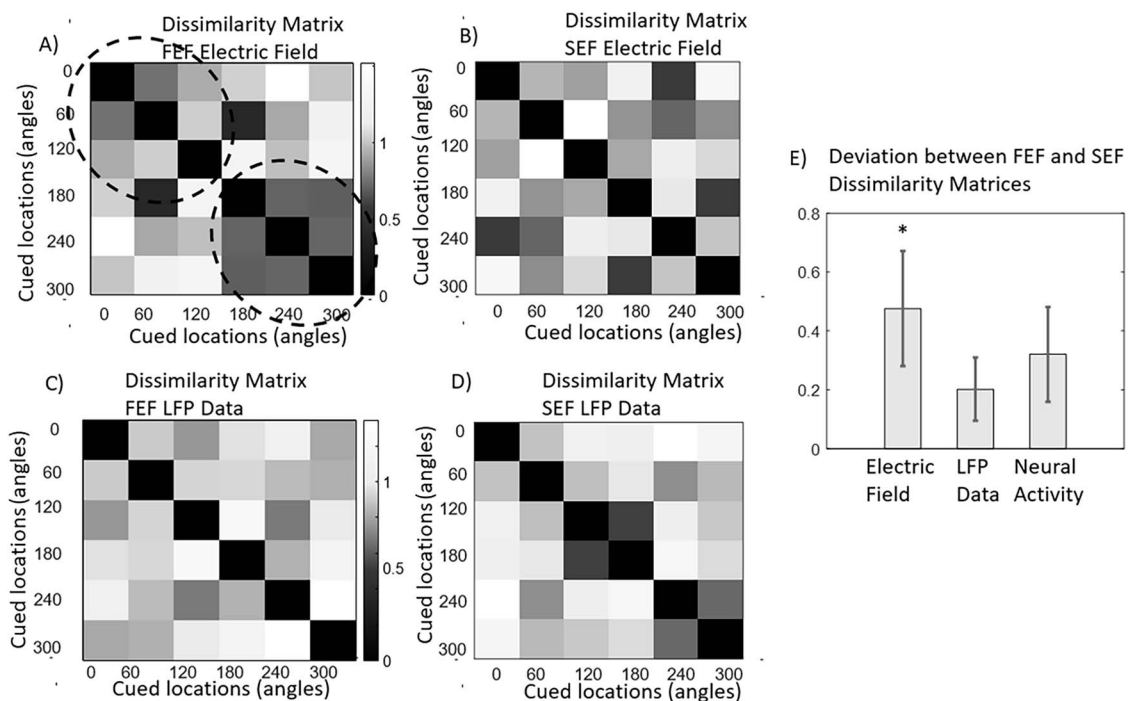 A)
Dissimilarity Matrix
FEF Electric Field
Cued locations (angles)
0
60
120
180
240
300
0 60 120 180 240 300
Cued locations (angles)
1
0.5
0
B)
Dissimilarity Matrix
SEF Electric Field
Cued locations (angles)
0
60
120
180
240
300
0 60 120 180 240 300
Cued locations (angles)
C)
Dissimilarity Matrix
FEF LFP Data
Cued locations (angles)
0
60
120
180
240
300
0 60 120 180 240 300
Cued locations (angles)
1
0.5
0
D)
Dissimilarity Matrix
SEF LFP Data
Cued locations (angles)
0
60
120
180
240
300
0 60 120 180 240 300
Cued locations (angles)
E) Deviation between FEF and SEF
Dissimilarity Matrices
0.8
0.6
0.4
0.2
0
*
Electric
Field
LFP
Data
Neural
Activity